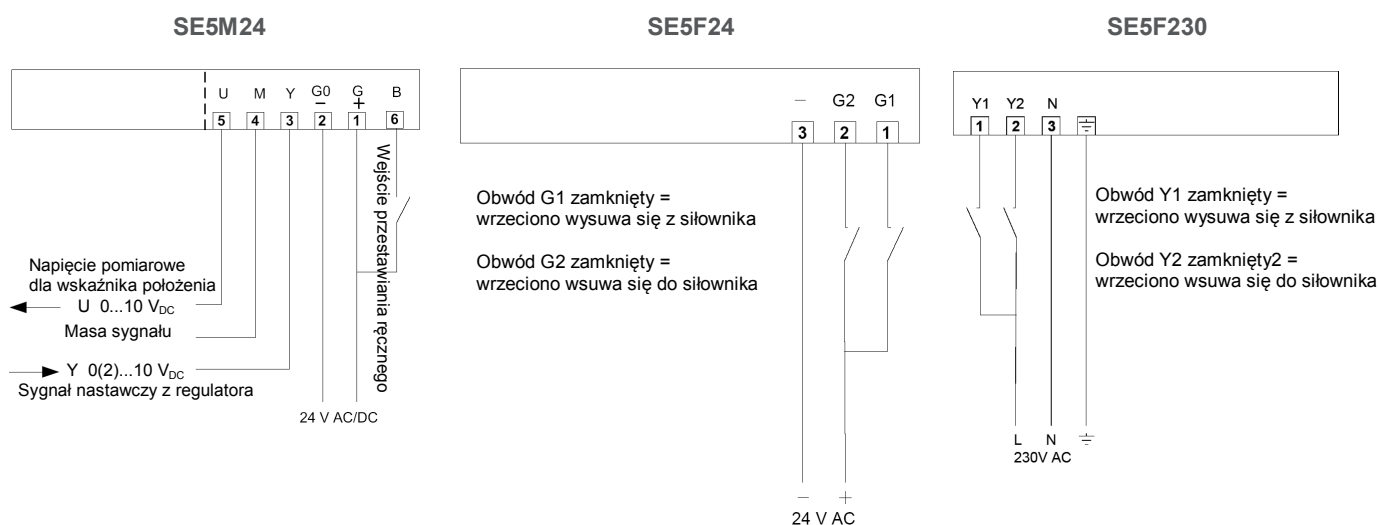 SE5M24
U M Y G0 G B
− +
5 4 3 2 1 6
Wejście przestawiania ręcznego
Napięcie pomiarowe
dla wskaźnika położenia
U 0...10 VDC
Masa sygnału
Y 0(2)...10 VDC
Sygnał nastawczy z regulatora
24 V AC/DC
SE5F24
− G2 G1
3 2 1
Obwód G1 zamknięty =
wrzeciono wysuwa się z siłownika
Obwód G2 zamknięty =
wrzeciono wsuwa się do siłownika
− +
24 V AC
SE5F230
Y1 Y2 N
1 2 3
Obwód Y1 zamknięty =
wrzeciono wysuwa się z siłownika
Obwód Y2 zamknięty2 =
wrzeciono wsuwa się do siłownika
L N
230V AC